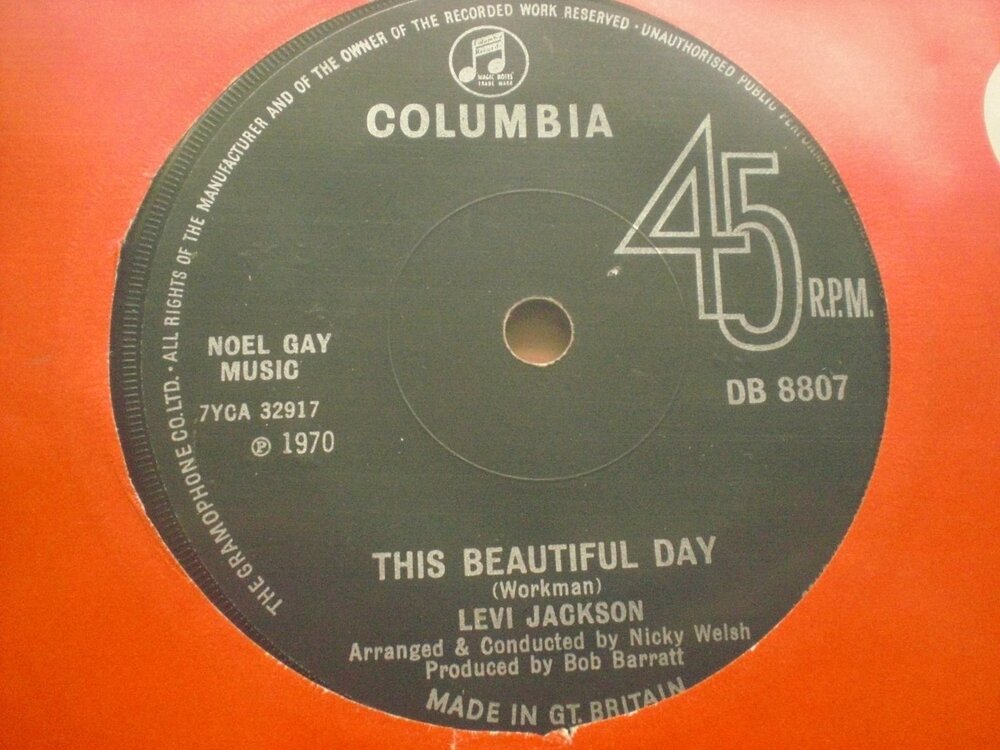 THE GRAMOPHONE CO. LTD. · ALL RIGHTS OF THE MANUFACTURER AND OF THE OWNER OF THE RECORDED WORK RESERVED · UNAUTHORISED PUBLIC
MAGIC NOTES
TRADE MARK
COLUMBIA
45 R.P.M.
NOEL GAY
MUSIC
7YCA 32917
℗ 1970
DB 8807
THIS BEAUTIFUL DAY
(Workman)
LEVI JACKSON
Arranged & Conducted by Nicky Welsh
Produced by Bob Barratt
MADE IN GT. BRITAIN